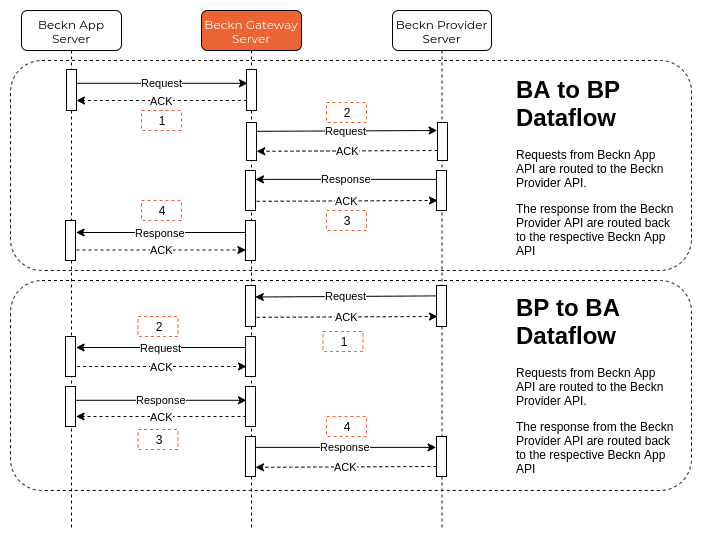 Beckn App
Server
Beckn Gateway
Server
Beckn Provider
Server
Request
ACK
1
2
Request
ACK
Response
ACK
3
4
Response
ACK
BA to BP
Dataflow
Requests from Beckn App
API are routed to the Beckn
Provider API.
The response from the Beckn
Provider API are routed back
to the respective Beckn App
API
Request
ACK
1
2
Request
ACK
Response
ACK
3
4
Response
ACK
BP to BA
Dataflow
Requests from Beckn App
API are routed to the Beckn
Provider API.
The response from the Beckn
Provider API are routed back
to the respective Beckn App
API